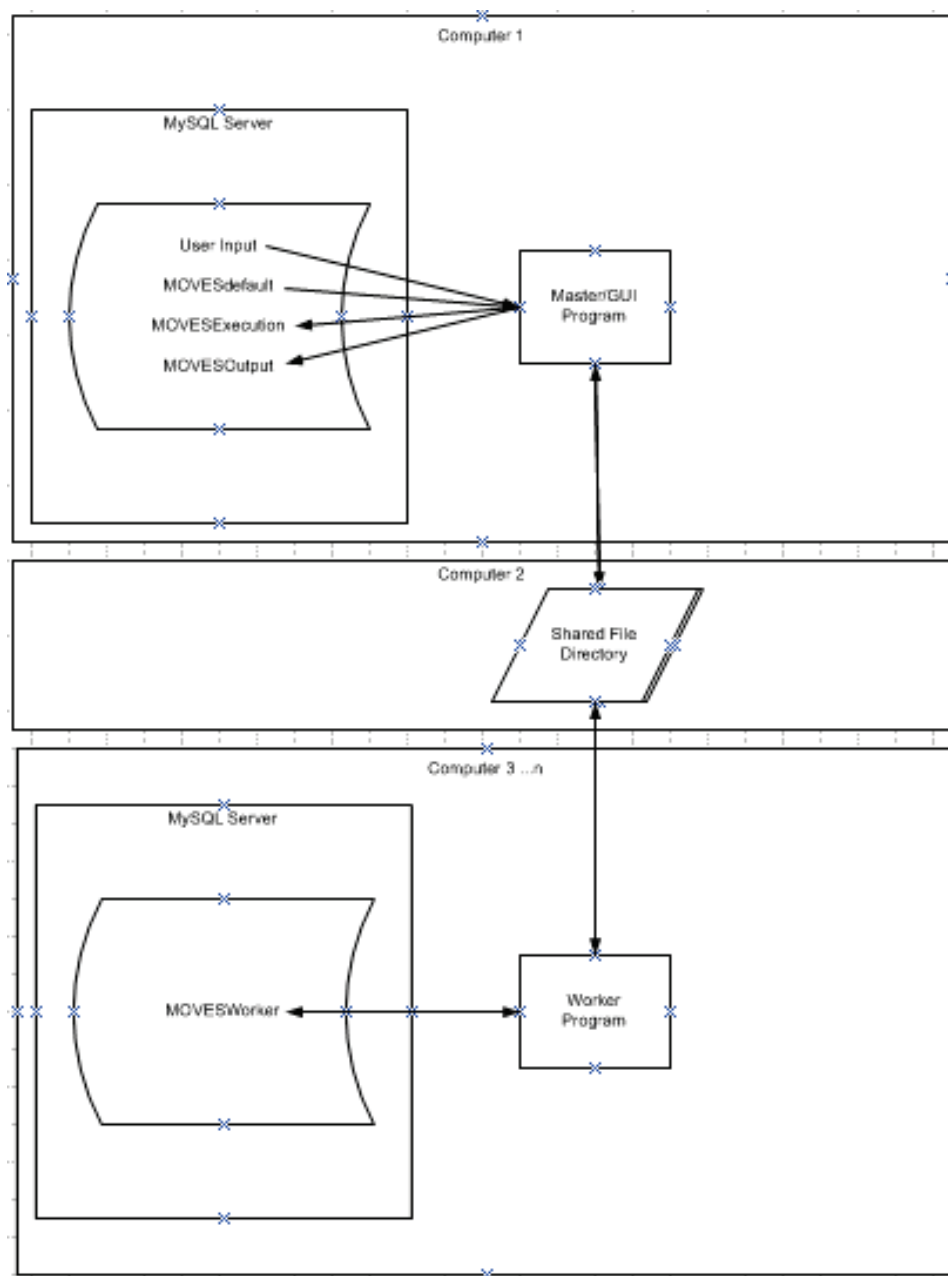 Computer 1
MySQL Server
User Input
MOVESdefault
MOVESExecution
MOVESOutput
Master/GUI
Program
Computer 2
Shared File
Directory
Computer 3 ...n
MySQL Server
MOVESWorker
Worker
Program